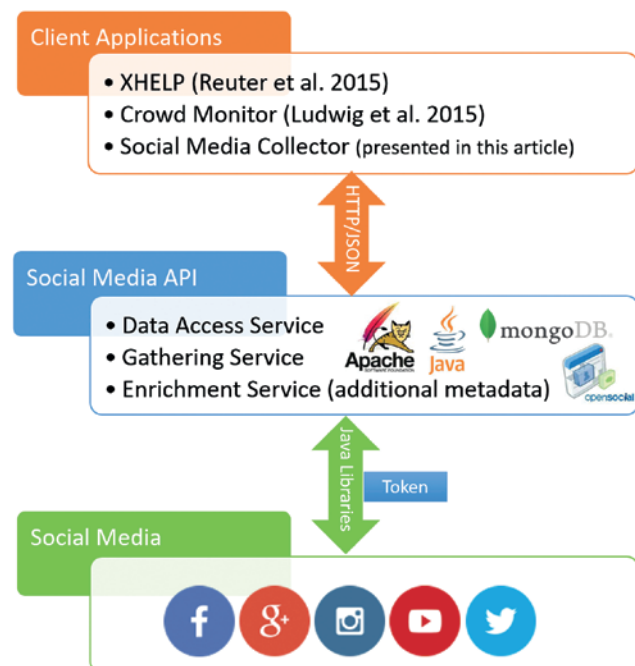 Client Applications
• XHELP (Reuter et al. 2015)
• Crowd Monitor (Ludwig et al. 2015)
• Social Media Collector (presented in this article)
HTTP/JSON
Social Media API
• Data Access Service
• Gathering Service
• Enrichment Service (additional metadata)
Apache
SOFTWARE FOUNDATION
Java
mongoDB®
opensocial
Java Libraries
Token
Social Media
f
g+